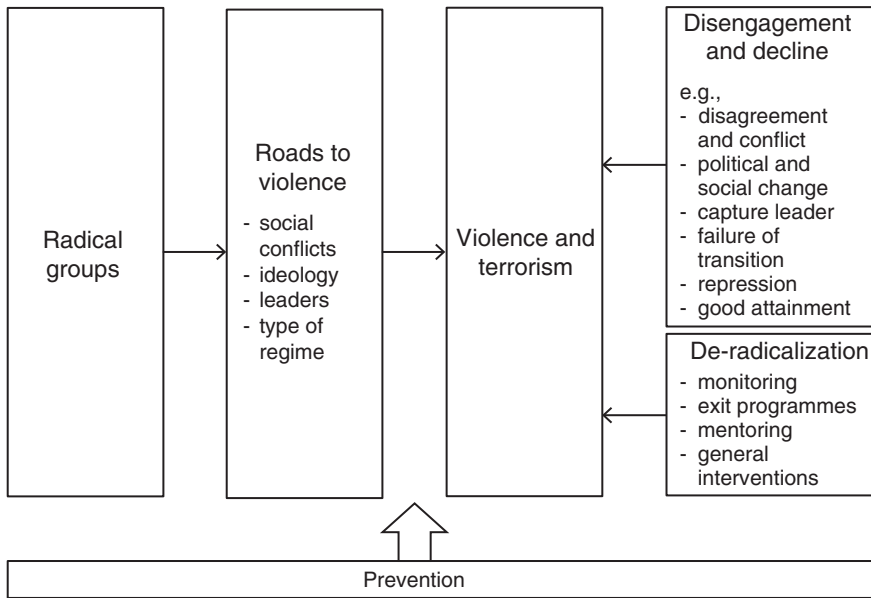 Radical
groups
Roads to
violence
- social
conflicts
- ideology
- leaders
- type of
regime
Violence and
terrorism
Disengagement
and decline
e.g.,
- disagreement
and conflict
- political and
social change
- capture leader
- failure of
transition
- repression
- good attainment
De-radicalization
- monitoring
- exit programmes
- mentoring
- general
interventions
Prevention